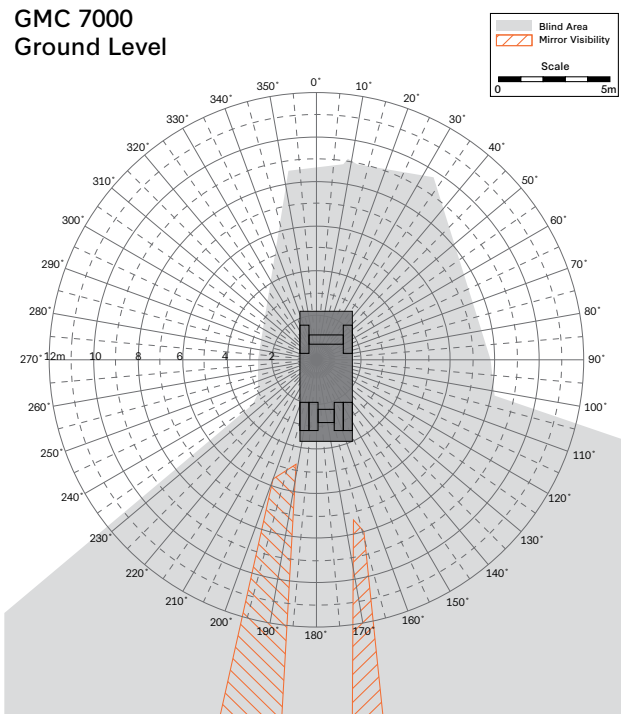 GMC 7000
Ground Level
Blind Area
Mirror Visibility
Scale
0 5m
0°
350° 10°
340° 20°
330° 30°
320° 40°
310° 50°
300° 60°
290° 70°
280° 80°
270° 12m 10 8 6 4 2 90°
260° 100°
250° 110°
240° 120°
230° 130°
220° 140°
210° 150°
200° 160°
190° 180° 170°